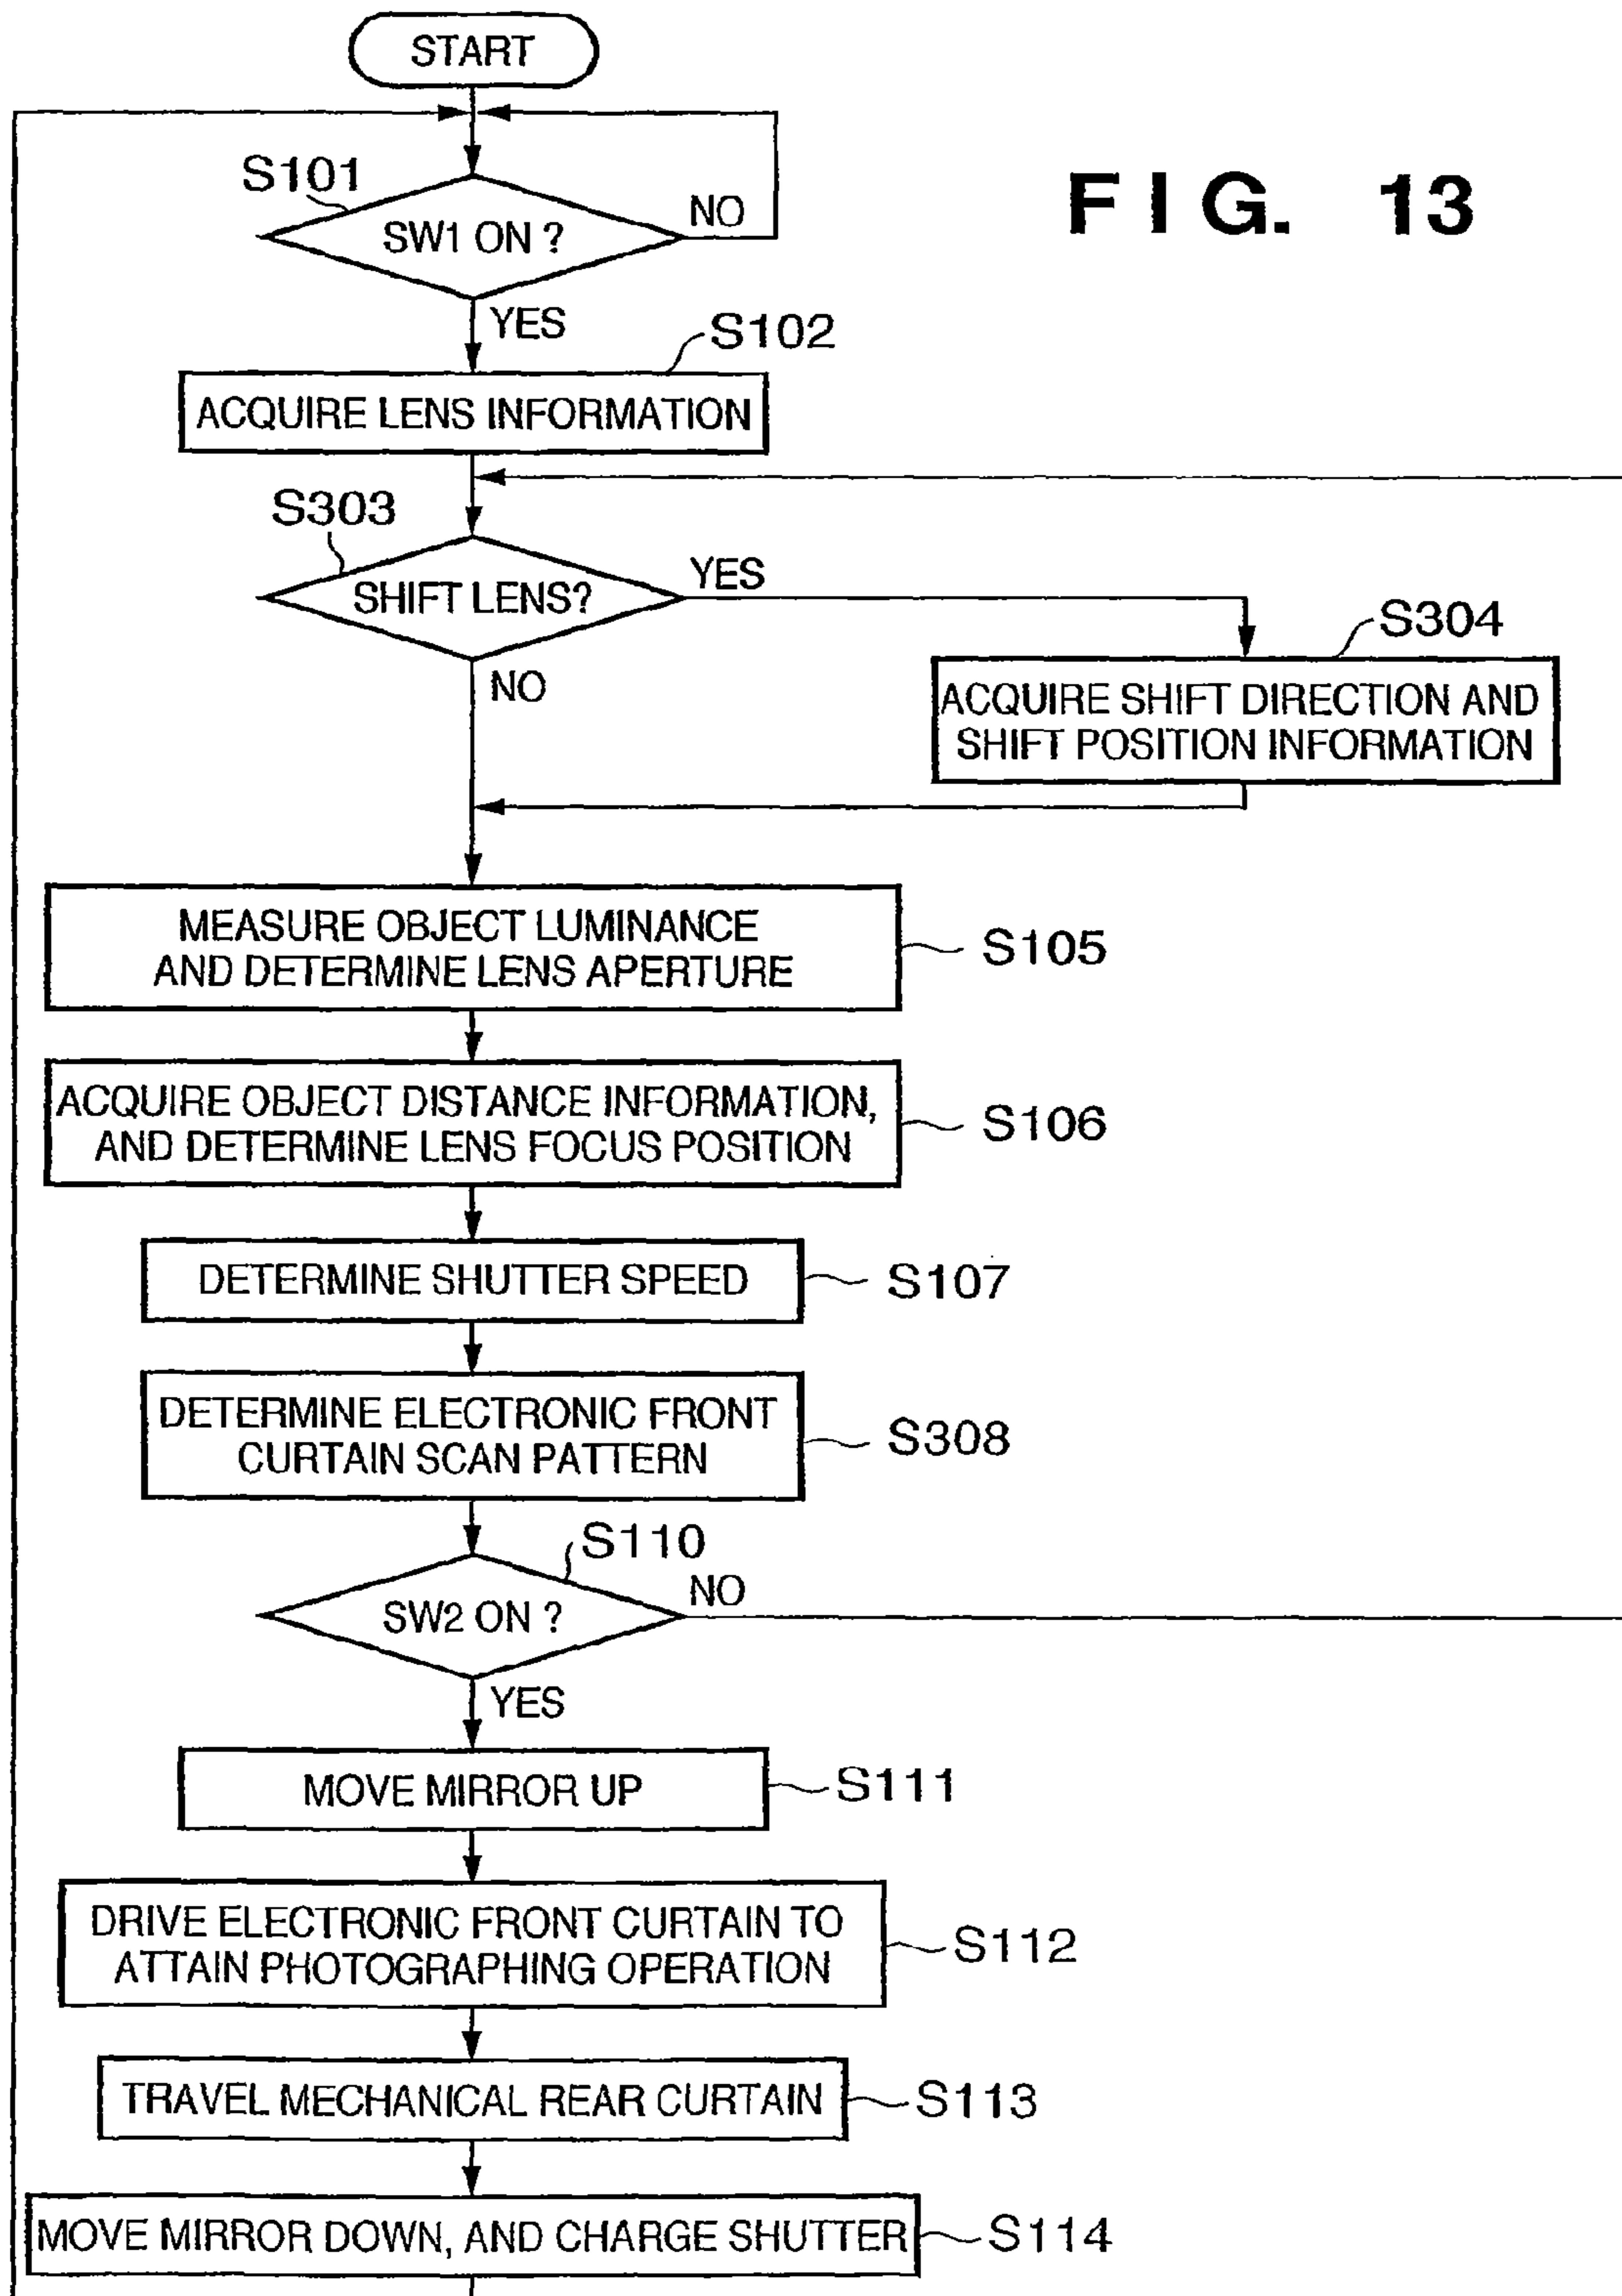 START
F I G. 13
S101
SW1 ON ?
NO
YES
S102
ACQUIRE LENS INFORMATION
S303
SHIFT LENS?
YES
NO
S304
ACQUIRE SHIFT DIRECTION AND
SHIFT POSITION INFORMATION
MEASURE OBJECT LUMINANCE
AND DETERMINE LENS APERTURE
S105
ACQUIRE OBJECT DISTANCE INFORMATION,
AND DETERMINE LENS FOCUS POSITION
S106
DETERMINE SHUTTER SPEED
S107
DETERMINE ELECTRONIC FRONT
CURTAIN SCAN PATTERN
S308
S110
SW2 ON ?
NO
YES
MOVE MIRROR UP
S111
DRIVE ELECTRONIC FRONT CURTAIN TO
ATTAIN PHOTOGRAPHING OPERATION
S112
TRAVEL MECHANICAL REAR CURTAIN
S113
MOVE MIRROR DOWN, AND CHARGE SHUTTER
S114